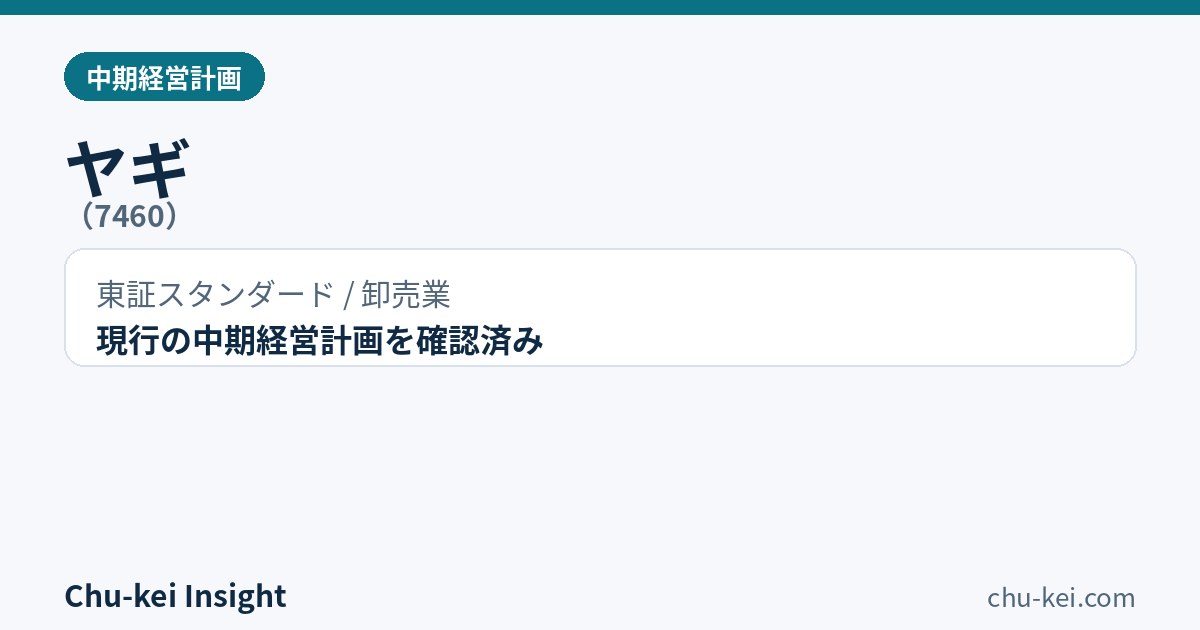 中期経営計画
ヤギ
（7460）
東証スタンダード / 卸売業
現行の中期経営計画を確認済み
Chu-kei Insight
chu-kei.com